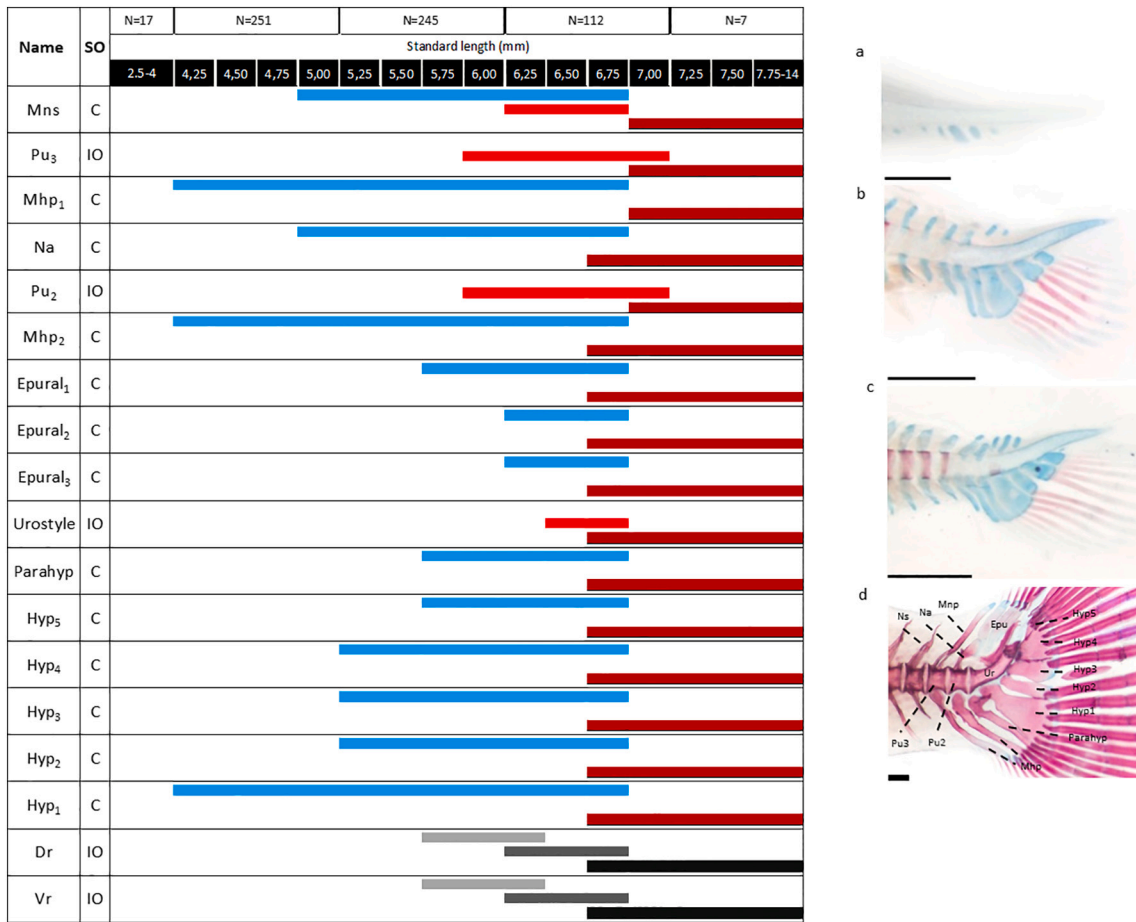 Name SO N=17 N=251 N=245 N=112 N=7
Standard length (mm)
2.5-4 4,25 4,50 4,75 5,00 5,25 5,50 5,75 6,00 6,25 6,50 6,75 7,00 7,25 7,50 7.75-14
Mns C
Pu3 IO
Mhp1 C
Na C
Pu2 IO
Mhp2 C
Epural1 C
Epural2 C
Epural3 C
Urostyle IO
Parahyp C
Hyp5 C
Hyp4 C
Hyp3 C
Hyp2 C
Hyp1 C
Dr IO
Vr IO
a
b
c
d
Ns
Na
Mnp
Epu
Ur
Hyp5
Hyp4
Hyp3
Hyp2
Hyp1
Parahyp
Pu3
Pu2
Mhp